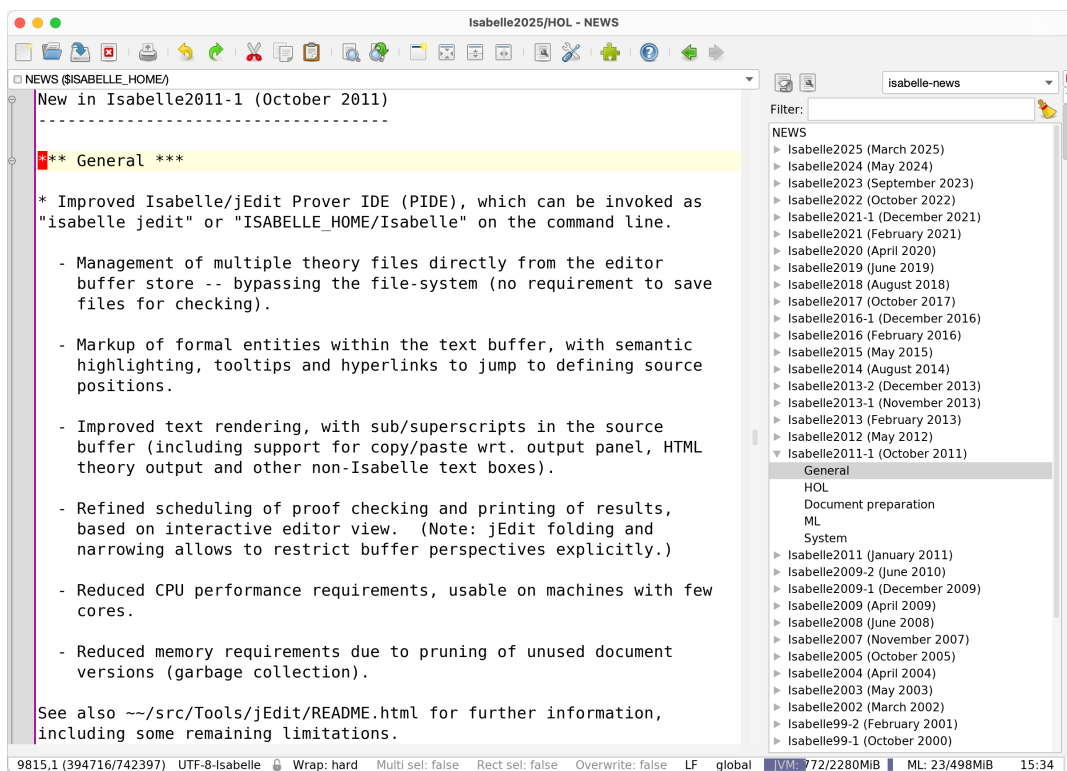 Isabelle2025/HOL - NEWS
NEWS ($ISABELLE_HOME/)
New in Isabelle2011-1 (October 2011)
------------------------------------
*** General ***
* Improved Isabelle/jEdit Prover IDE (PIDE), which can be invoked as
"isabelle jedit" or "ISABELLE_HOME/Isabelle" on the command line.
- Management of multiple theory files directly from the editor
buffer store -- bypassing the file-system (no requirement to save
files for checking).
- Markup of formal entities within the text buffer, with semantic
highlighting, tooltips and hyperlinks to jump to defining source
positions.
- Improved text rendering, with sub/superscripts in the source
buffer (including support for copy/paste wrt. output panel, HTML
theory output and other non-Isabelle text boxes).
- Refined scheduling of proof checking and printing of results,
based on interactive editor view.  (Note: jEdit folding and
narrowing allows to restrict buffer perspectives explicitly.)
- Reduced CPU performance requirements, usable on machines with few
cores.
- Reduced memory requirements due to pruning of unused document
versions (garbage collection).
See also ~~/src/Tools/jEdit/README.html for further information,
including some remaining limitations.
isabelle-news
Filter:
NEWS
Isabelle2025 (March 2025)
Isabelle2024 (May 2024)
Isabelle2023 (September 2023)
Isabelle2022 (October 2022)
Isabelle2021-1 (December 2021)
Isabelle2021 (February 2021)
Isabelle2020 (April 2020)
Isabelle2019 (June 2019)
Isabelle2018 (August 2018)
Isabelle2017 (October 2017)
Isabelle2016-1 (December 2016)
Isabelle2016 (February 2016)
Isabelle2015 (May 2015)
Isabelle2014 (August 2014)
Isabelle2013-2 (December 2013)
Isabelle2013-1 (November 2013)
Isabelle2013 (February 2013)
Isabelle2012 (May 2012)
Isabelle2011-1 (October 2011)
General
HOL
Document preparation
ML
System
Isabelle2011 (January 2011)
Isabelle2009-2 (June 2010)
Isabelle2009-1 (December 2009)
Isabelle2009 (April 2009)
Isabelle2008 (June 2008)
Isabelle2007 (November 2007)
Isabelle2005 (October 2005)
Isabelle2004 (April 2004)
Isabelle2003 (May 2003)
Isabelle2002 (March 2002)
Isabelle99-2 (February 2001)
Isabelle99-1 (October 2000)
9815,1 (394716/742397) UTF-8-Isabelle Wrap: hard Multi sel: false Rect sel: false Overwrite: false LF global JVM: 772/2280MiB ML: 23/498MiB 15:34